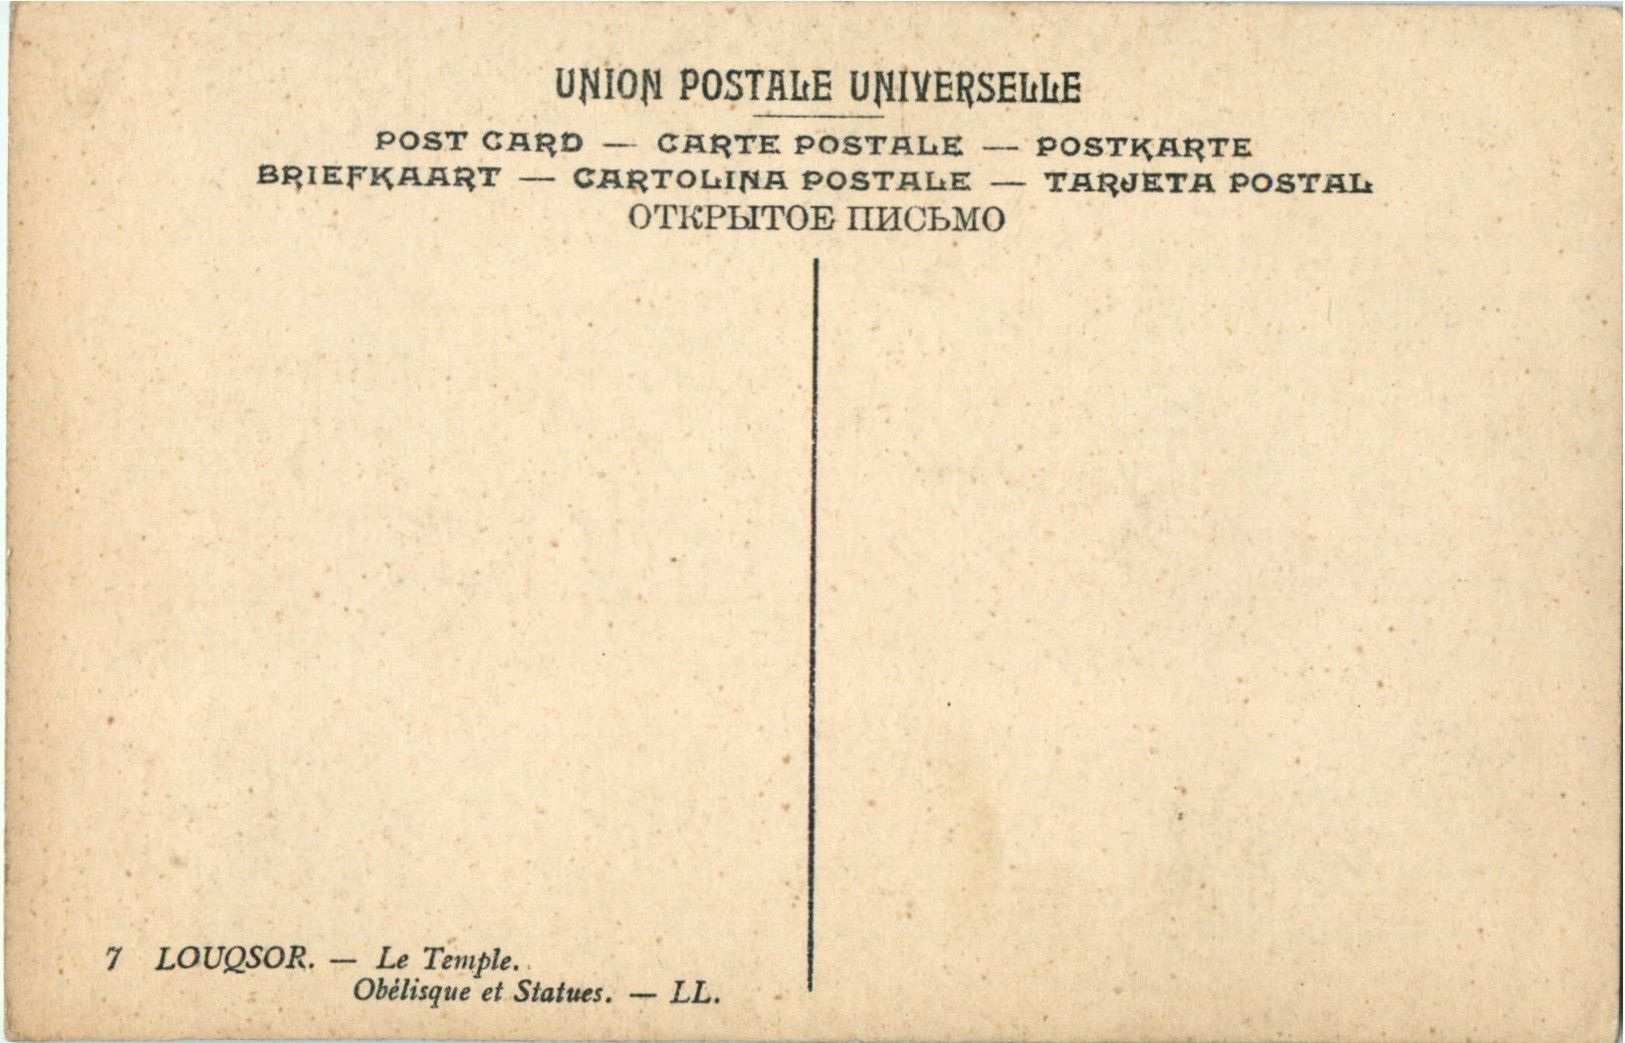 UNION POSTALE UNIVERSELLE
POST CARD — CARTE POSTALE — POSTKARTE
BRIEFKAART — CARTOLINA POSTALE — TARJETA POSTAL
ОТКРЫТОЕ ПИСЬМО
7 LOUQSOR. — Le Temple.
Obélisque et Statues. — LL.